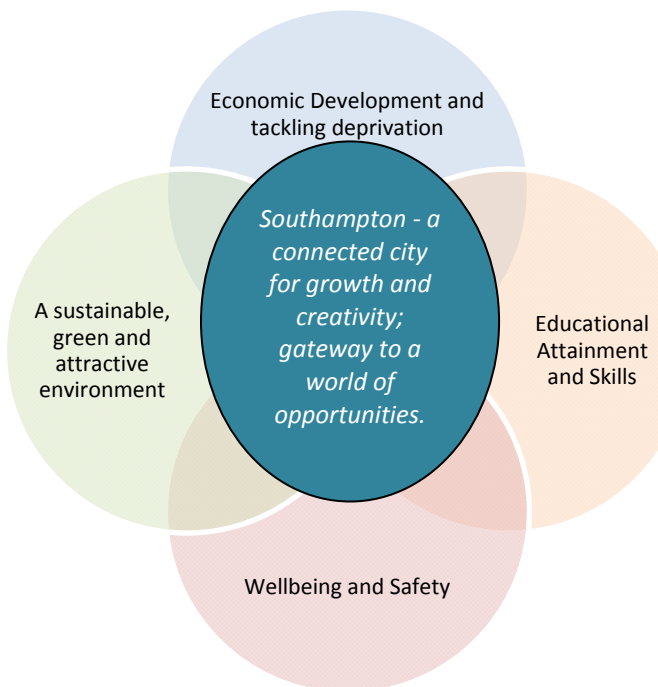 Economic Development and
tackling deprivation
Southampton - a
connected city
for growth and
creativity;
gateway to a
world of
opportunities.
A sustainable,
green and
attractive
environment
Educational
Attainment
and Skills
Wellbeing and Safety